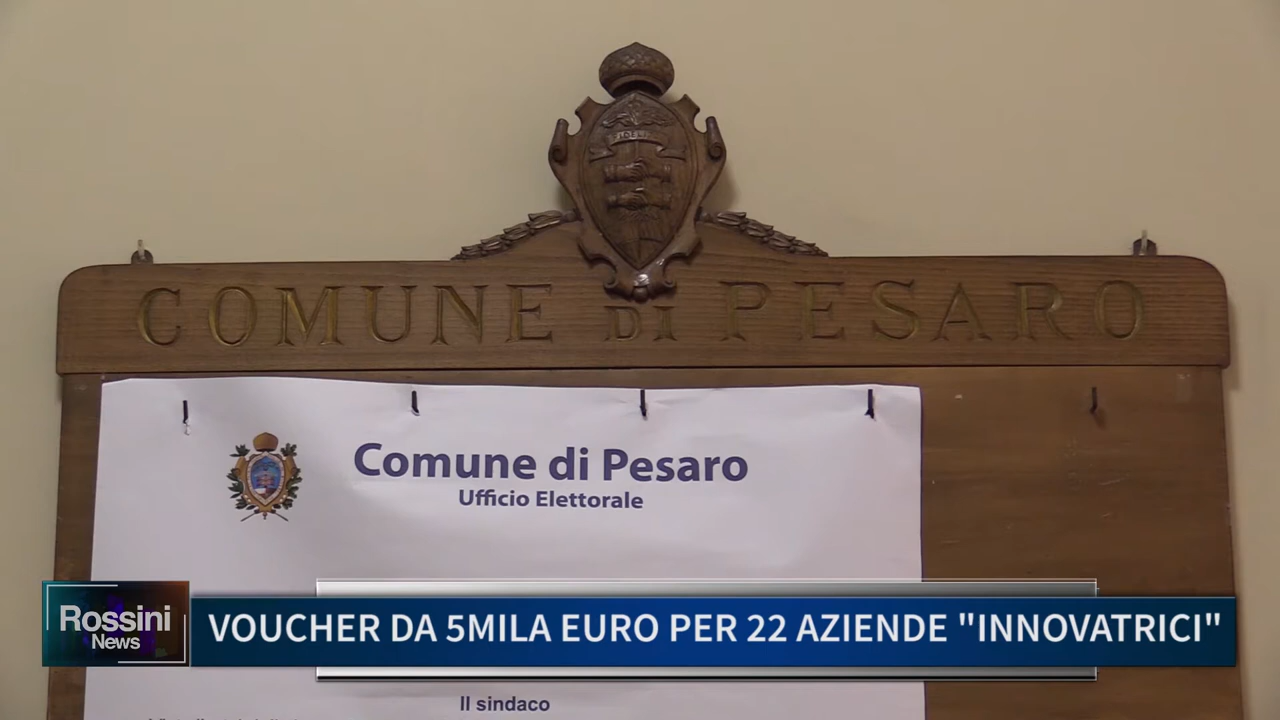 COMUNE DI PESARO
Comune di Pesaro
Ufficio Elettorale
Rossini
News
VOUCHER DA 5MILA EURO PER 22 AZIENDE "INNOVATRICI"
Il sindaco